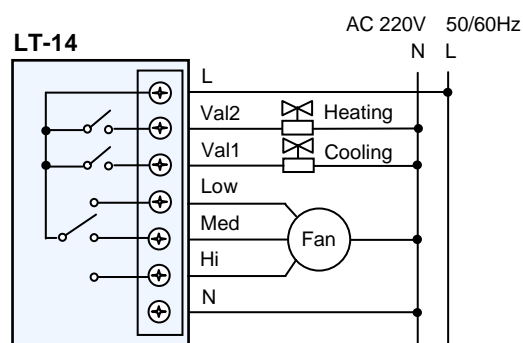 AC 220V 50/60Hz
LT-14
N L
L
Val2 Heating
Val1 Cooling
Low
Med
Fan
Hi
N